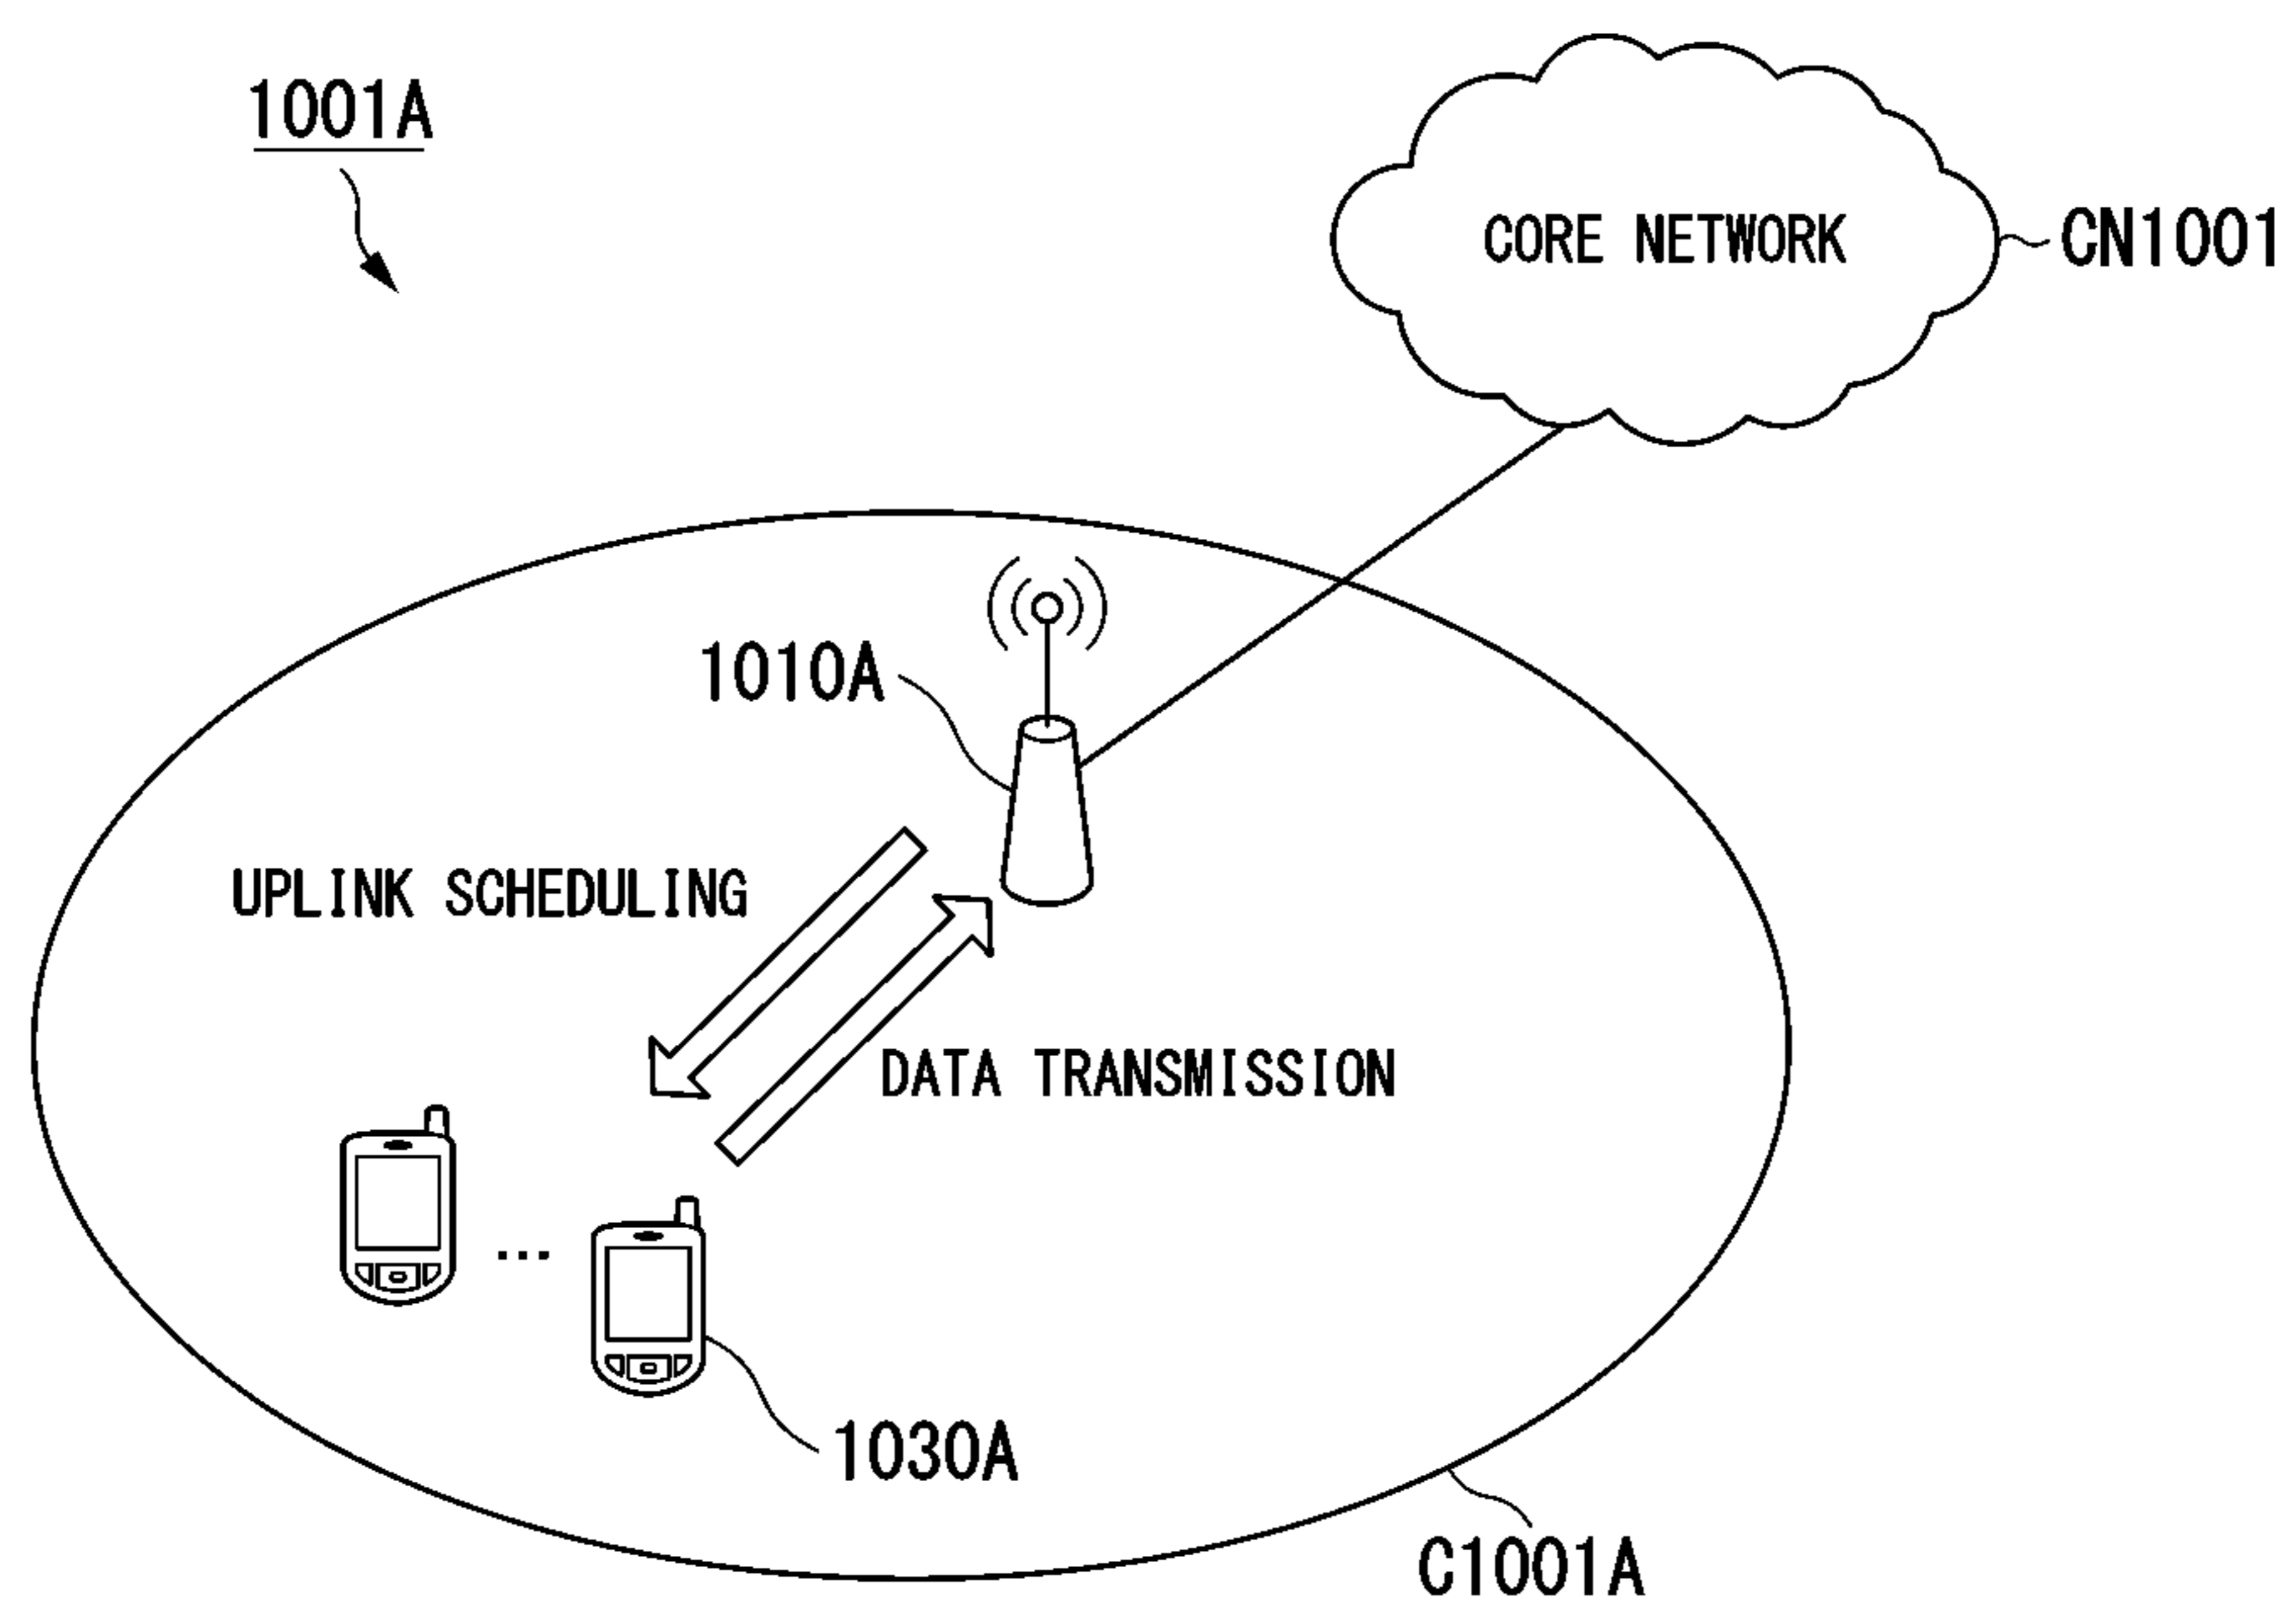 1001A
CORE NETWORK
CN1001
1010A
UPLINK SCHEDULING
DATA TRANSMISSION
...
1030A
C1001A